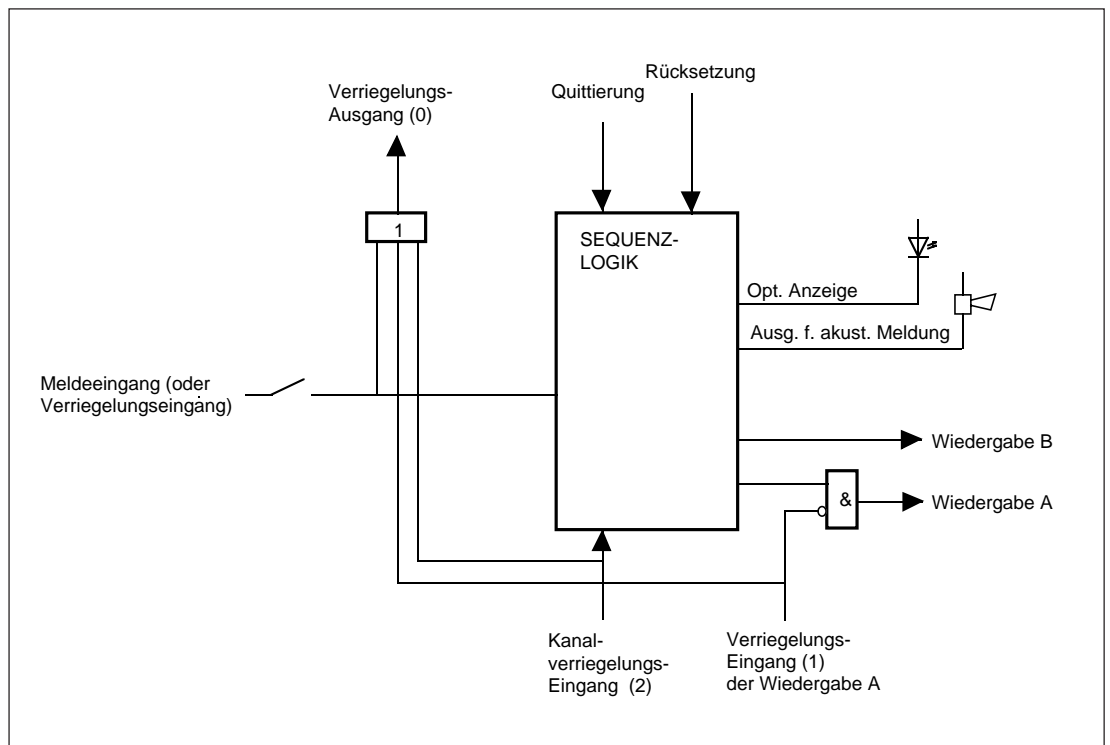 Rücksetzung
Verriegelungs-
Ausgang (0)
Quittierung
1
SEQUENZ-
LOGIK
Opt. Anzeige
Ausg. f. akust. Meldung
Meldeeingang (oder
Verriegelungseingang)
Wiedergabe B
&
Wiedergabe A
Kanal-
verriegelungs-
Eingang (2)
Verriegelungs-
Eingang (1)
der Wiedergabe A